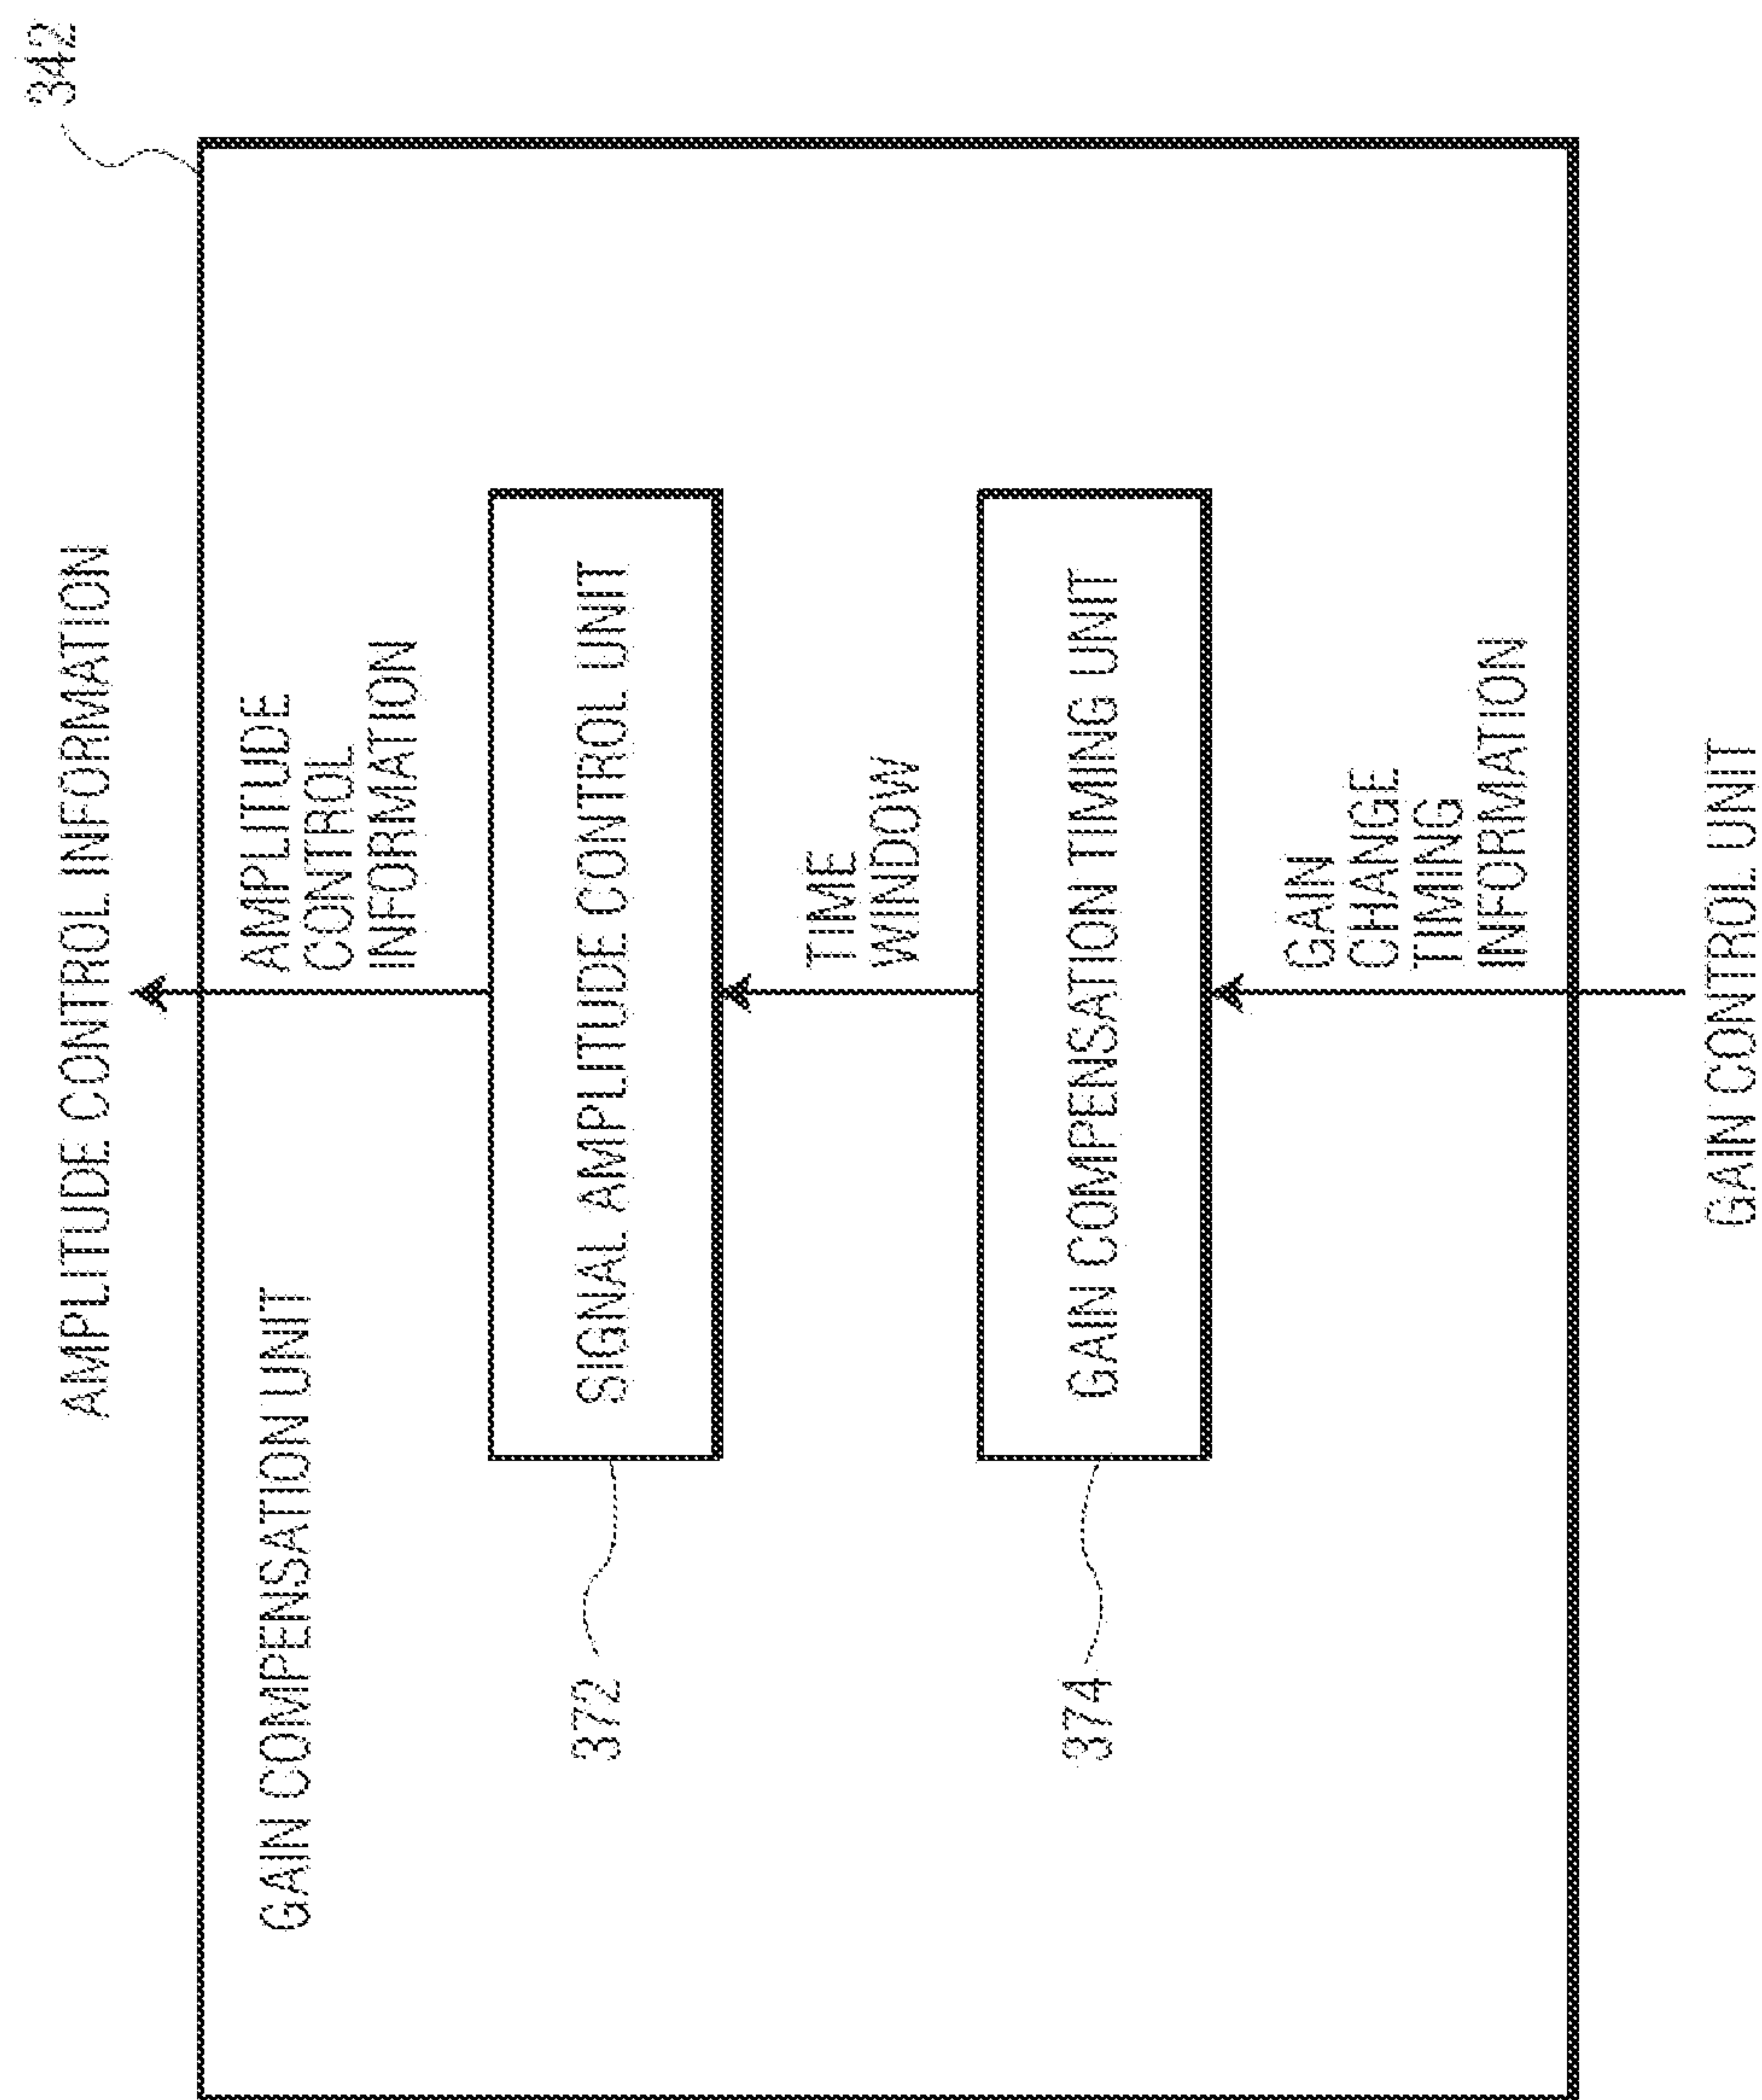 AMPLITUDE CONTROL INFORMATION
342
GAIN COMPENSATION UNIT
AMPLITUDE
CONTROL
INFORMATION
372
SIGNAL AMPLITUDE CONTROL UNIT
TIME
WINDOW
374
GAIN COMPENSATION TIMING UNIT
GAIN
CHANGE
TIMING
INFORMATION
GAIN CONTROL UNIT